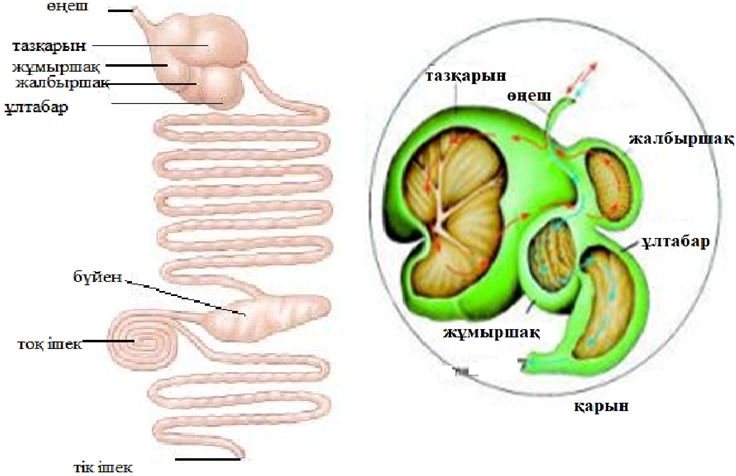 өңеш
тазқарын
жұмыршақ
жалбыршақ
ұлтабар
бүйен
тоқ ішек
тік ішек
тазқарын
өңеш
жалбыршақ
ұлтабар
жұмыршақ
қарын